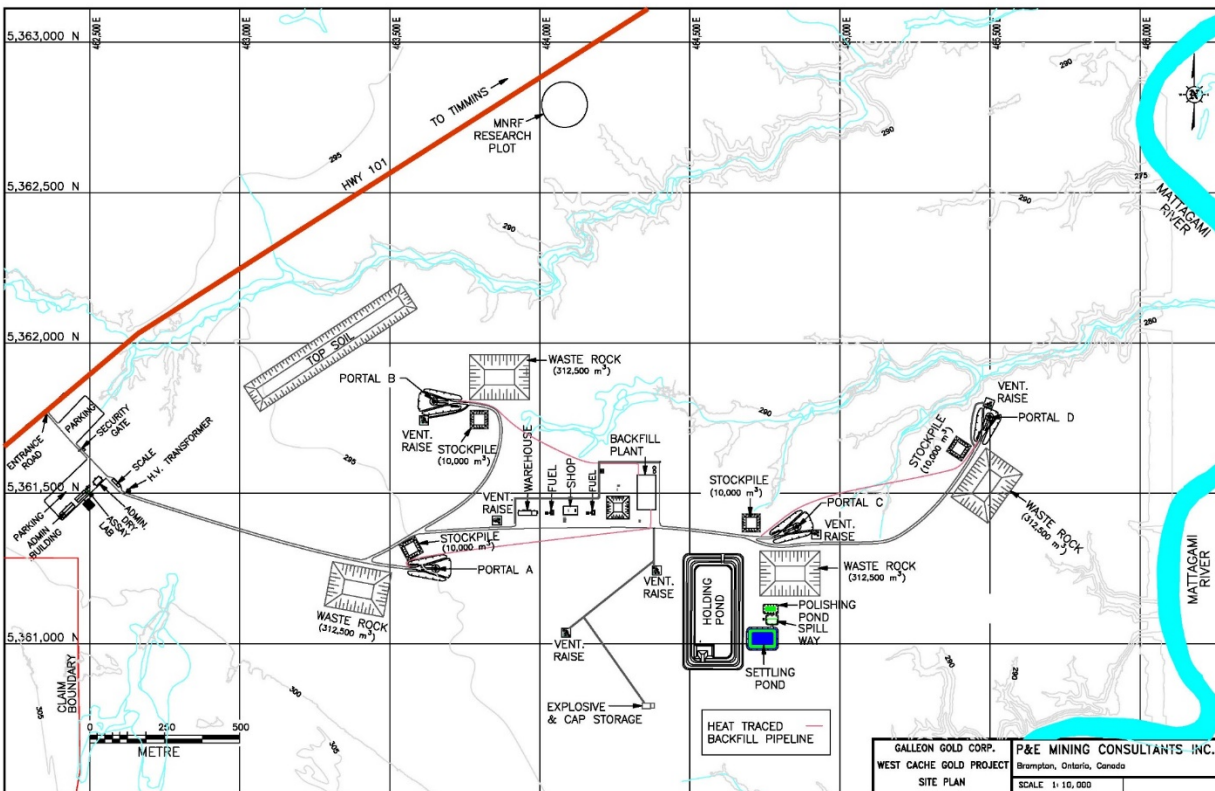 5,363,000 N
462,500 E
463,000 E
463,500 E
464,000 E
464,500 E
465,000 E
465,500 E
466,000 E
290
290
N
TO TIMMINS
MNRF
RESEARCH
PLOT
290
295
HWY 101
275
5,362,500 N
MATTAGAMI
RIVER
290
290
5,362,000 N
280
TOP SOIL
WASTE ROCK
(312,500 m³)
PORTAL B
VENT.
RAISE
PORTAL D
PARKING
SECURITY
GATE
VENT.
RAISE
STOCKPILE
(10,000 m³)
290
ENTRANCE
ROAD
SCALE
H.V. TRANSFORMER
295
WAREHOUSE
FUEL
SHOP
FUEL
BACKFILL
PLANT
STOCKPILE
(10,000 m³)
STOCKPILE
(10,000 m³)
280
5,361,500 N
PARKING
ADMIN.
BUILDING
ADMIN.
DRY
ASSAY
LAB
VENT.
RAISE
PORTAL C
VENT.
RAISE
WASTE ROCK
(312,500 m³)
STOCKPILE
(10,000 m³)
PORTAL A
WASTE ROCK
(312,500 m³)
VENT.
RAISE
WASTE ROCK
(312,500 m³)
MATTAGAMI
RIVER
HOLDING
POND
POLISHING
POND
SPILL
WAY
5,361,000 N
VENT.
RAISE
SETTLING
POND
290
290
CLAIM
BOUNDARY
300
305
305
EXPLOSIVE
& CAP STORAGE
0 250 500
METRE
HEAT TRACED
BACKFILL PIPELINE
GALLEON GOLD CORP.
WEST CACHE GOLD PROJECT
SITE PLAN
P&E MINING CONSULTANTS INC.
Brampton, Ontario, Canada
SCALE 1:10,000